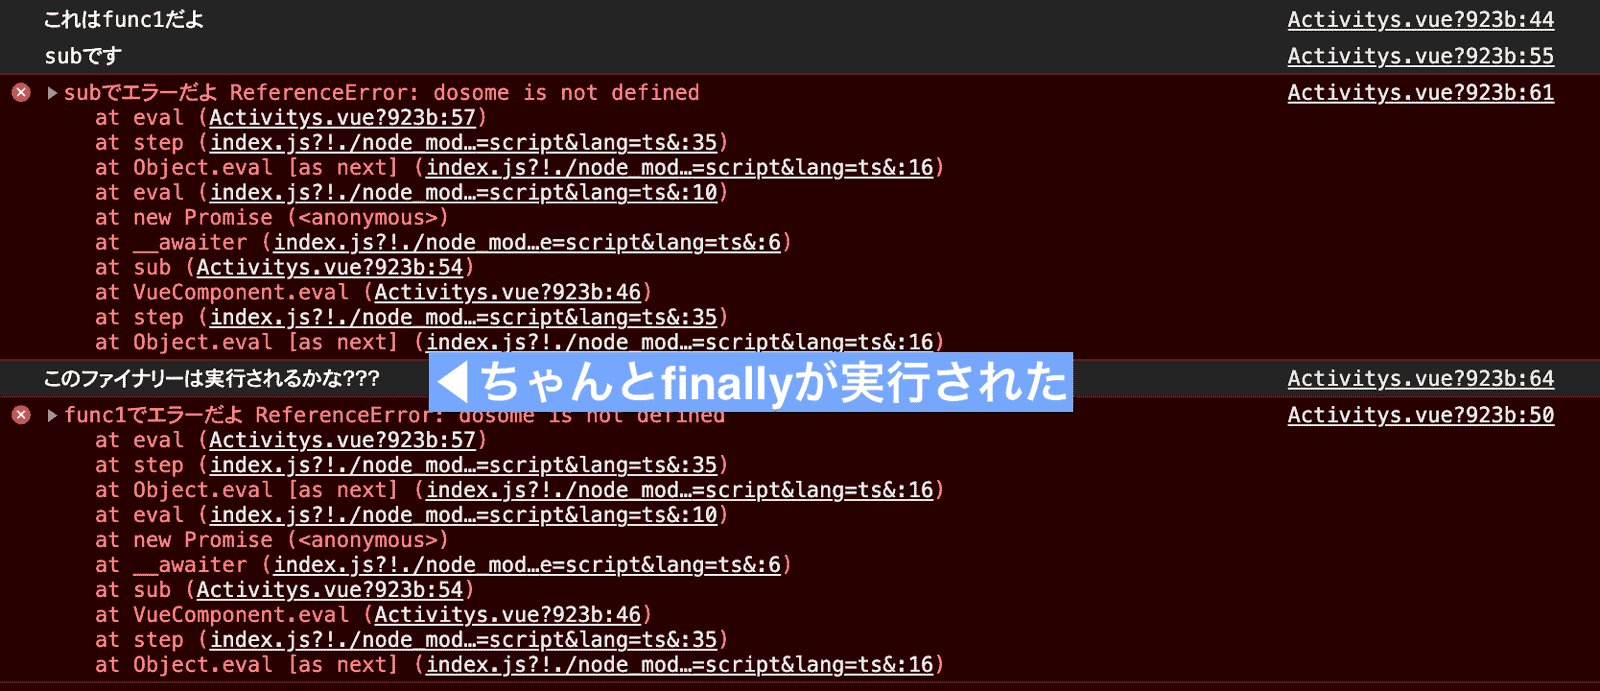 これはfunc1だよ Activitys.vue?923b:44
subです Activitys.vue?923b:55
subでエラーだよ ReferenceError: dosome is not defined Activitys.vue?923b:61
at eval (Activitys.vue?923b:57)
at step (index.js?!./node_mod…=script&lang=ts&:35)
at Object.eval [as next] (index.js?!./node_mod…=script&lang=ts&:16)
at eval (index.js?!./node_mod…=script&lang=ts&:10)
at new Promise (<anonymous>)
at __awaiter (index.js?!./node_mod…e=script&lang=ts&:6)
at sub (Activitys.vue?923b:54)
at VueComponent.eval (Activitys.vue?923b:46)
at step (index.js?!./node_mod…=script&lang=ts&:35)
at Object.eval [as next] (index.js?!./node_mod…=script&lang=ts&:16)
このファイナリーは実行されるかな??? Activitys.vue?923b:64
◀ちゃんとfinallyが実行された
func1でエラーだよ ReferenceError: dosome is not defined Activitys.vue?923b:50
at eval (Activitys.vue?923b:57)
at step (index.js?!./node_mod…=script&lang=ts&:35)
at Object.eval [as next] (index.js?!./node_mod…=script&lang=ts&:16)
at eval (index.js?!./node_mod…=script&lang=ts&:10)
at new Promise (<anonymous>)
at __awaiter (index.js?!./node_mod…e=script&lang=ts&:6)
at sub (Activitys.vue?923b:54)
at VueComponent.eval (Activitys.vue?923b:46)
at step (index.js?!./node_mod…=script&lang=ts&:35)
at Object.eval [as next] (index.js?!./node_mod…=script&lang=ts&:16)